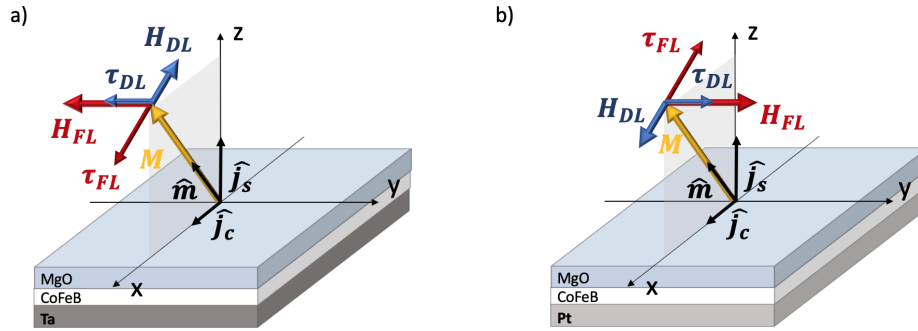 a)
z
H_DL
τ_DL
H_FL
τ_FL
M
m̂
ĵ_s
ĵ_c
y
x
MgO
CoFeB
Ta
b)
z
τ_FL
τ_DL
H_DL
H_FL
M
m̂
ĵ_s
ĵ_c
y
x
MgO
CoFeB
Pt